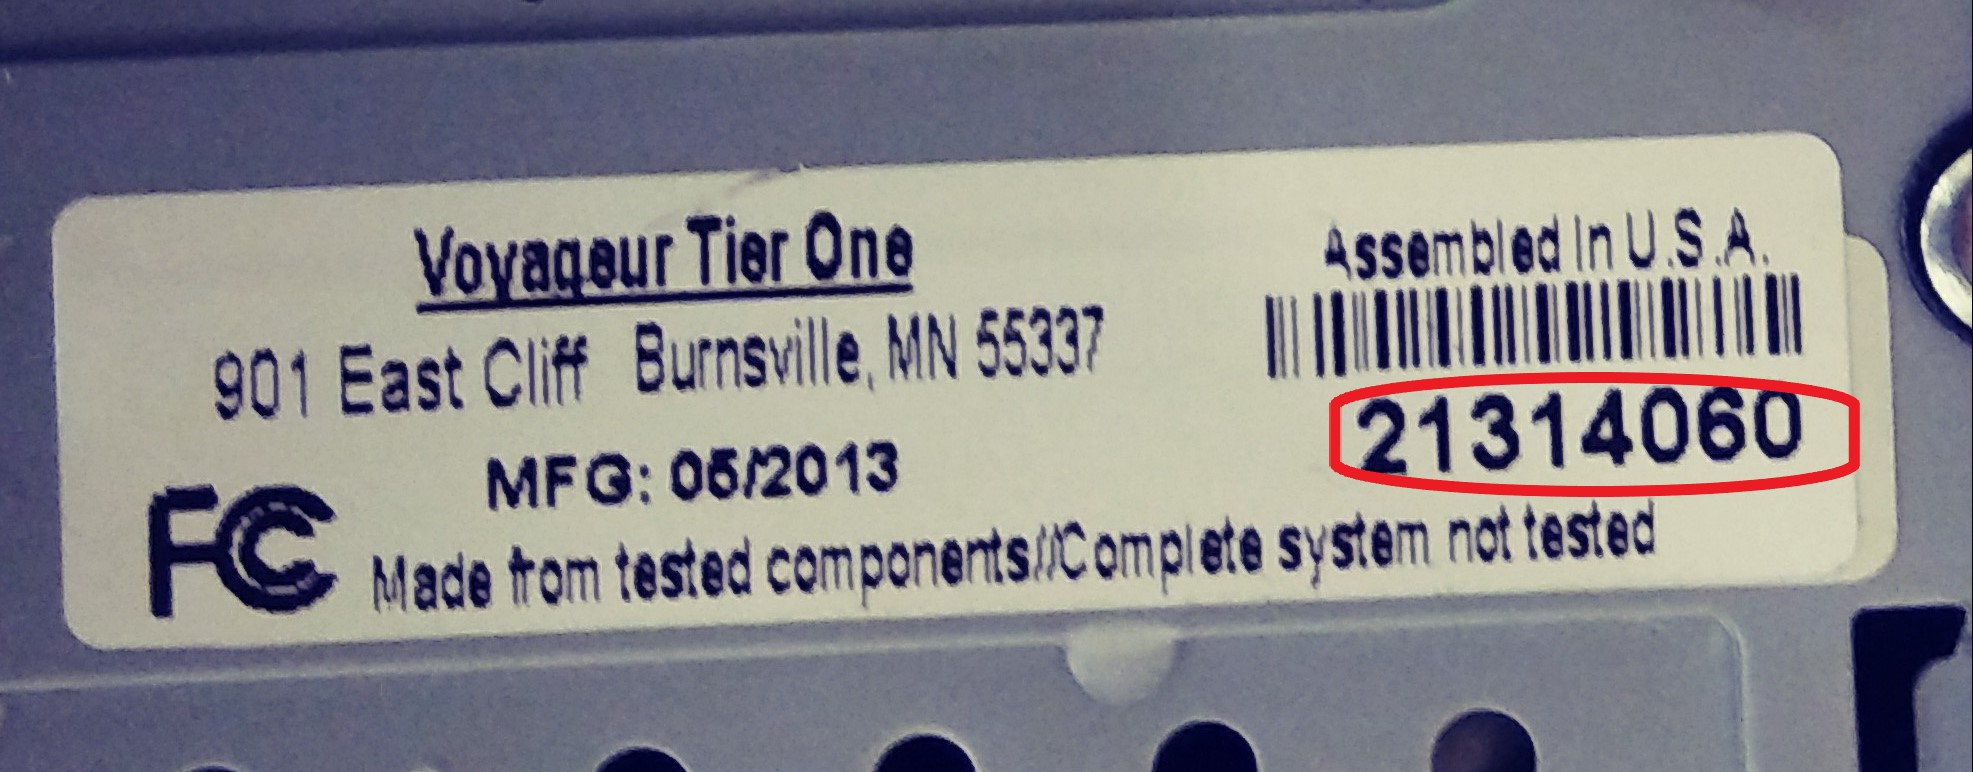 Voyageur Tier One
901 East Cliff Burnsville, MN 55337
MFG: 05/2013
FC
Made from tested components//Complete system not tested
Assembled in U.S.A.
21314060